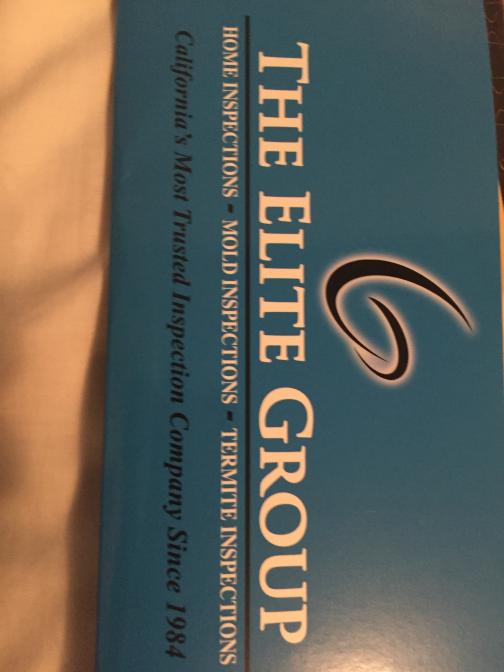 THE ELITE GROUP
HOME INSPECTIONS - MOLD INSPECTIONS - TERMITE INSPECTIONS
California's Most Trusted Inspection Company Since 1984